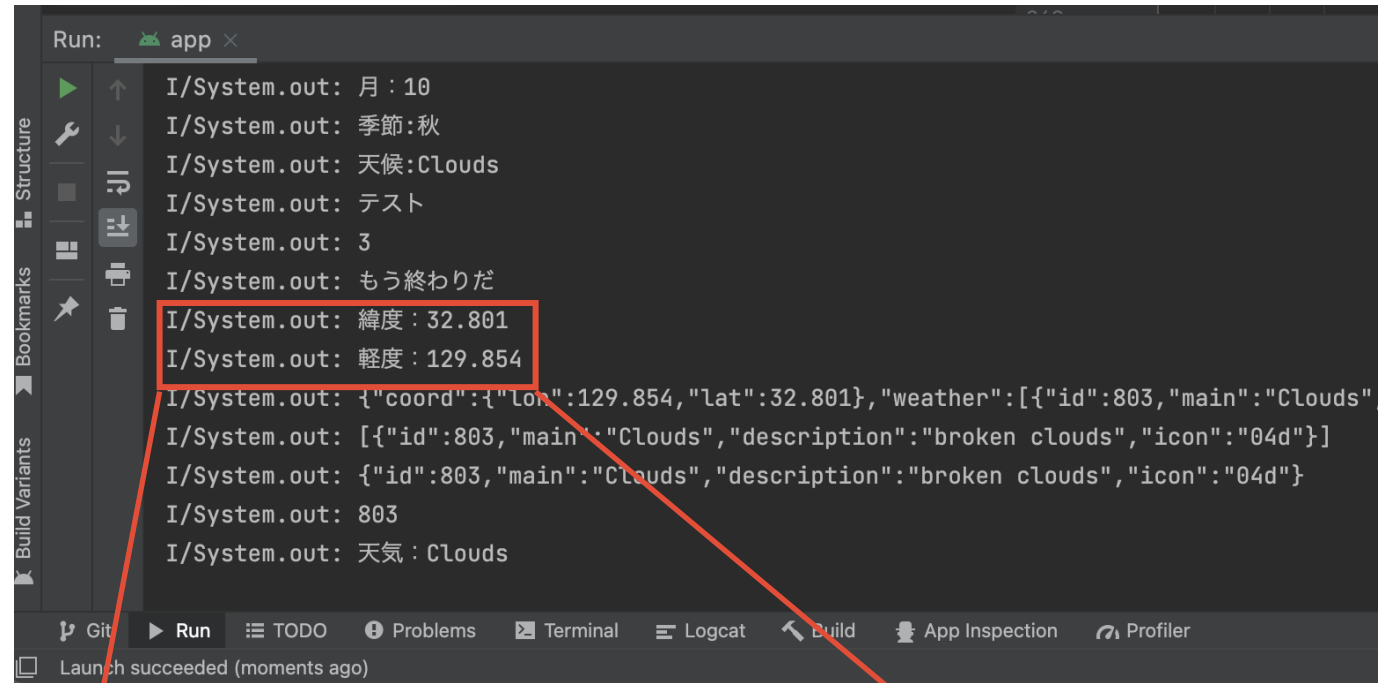 Run: app
I/System.out: 月：10
I/System.out: 季節:秋
I/System.out: 天候:Clouds
I/System.out: テスト
I/System.out: 3
I/System.out: もう終わりだ
I/System.out: 緯度：32.801
I/System.out: 軽度：129.854
I/System.out: {"coord":{"lon":129.854,"lat":32.801},"weather":[{"id":803,"main":"Clouds",
I/System.out: [{"id":803,"main":"Clouds","description":"broken clouds","icon":"04d"}]
I/System.out: {"id":803,"main":"Clouds","description":"broken clouds","icon":"04d"}
I/System.out: 803
I/System.out: 天気：Clouds
Structure
Bookmarks
Build Variants
Git Run TODO Problems Terminal Logcat Build App Inspection Profiler
Launch succeeded (moments ago)